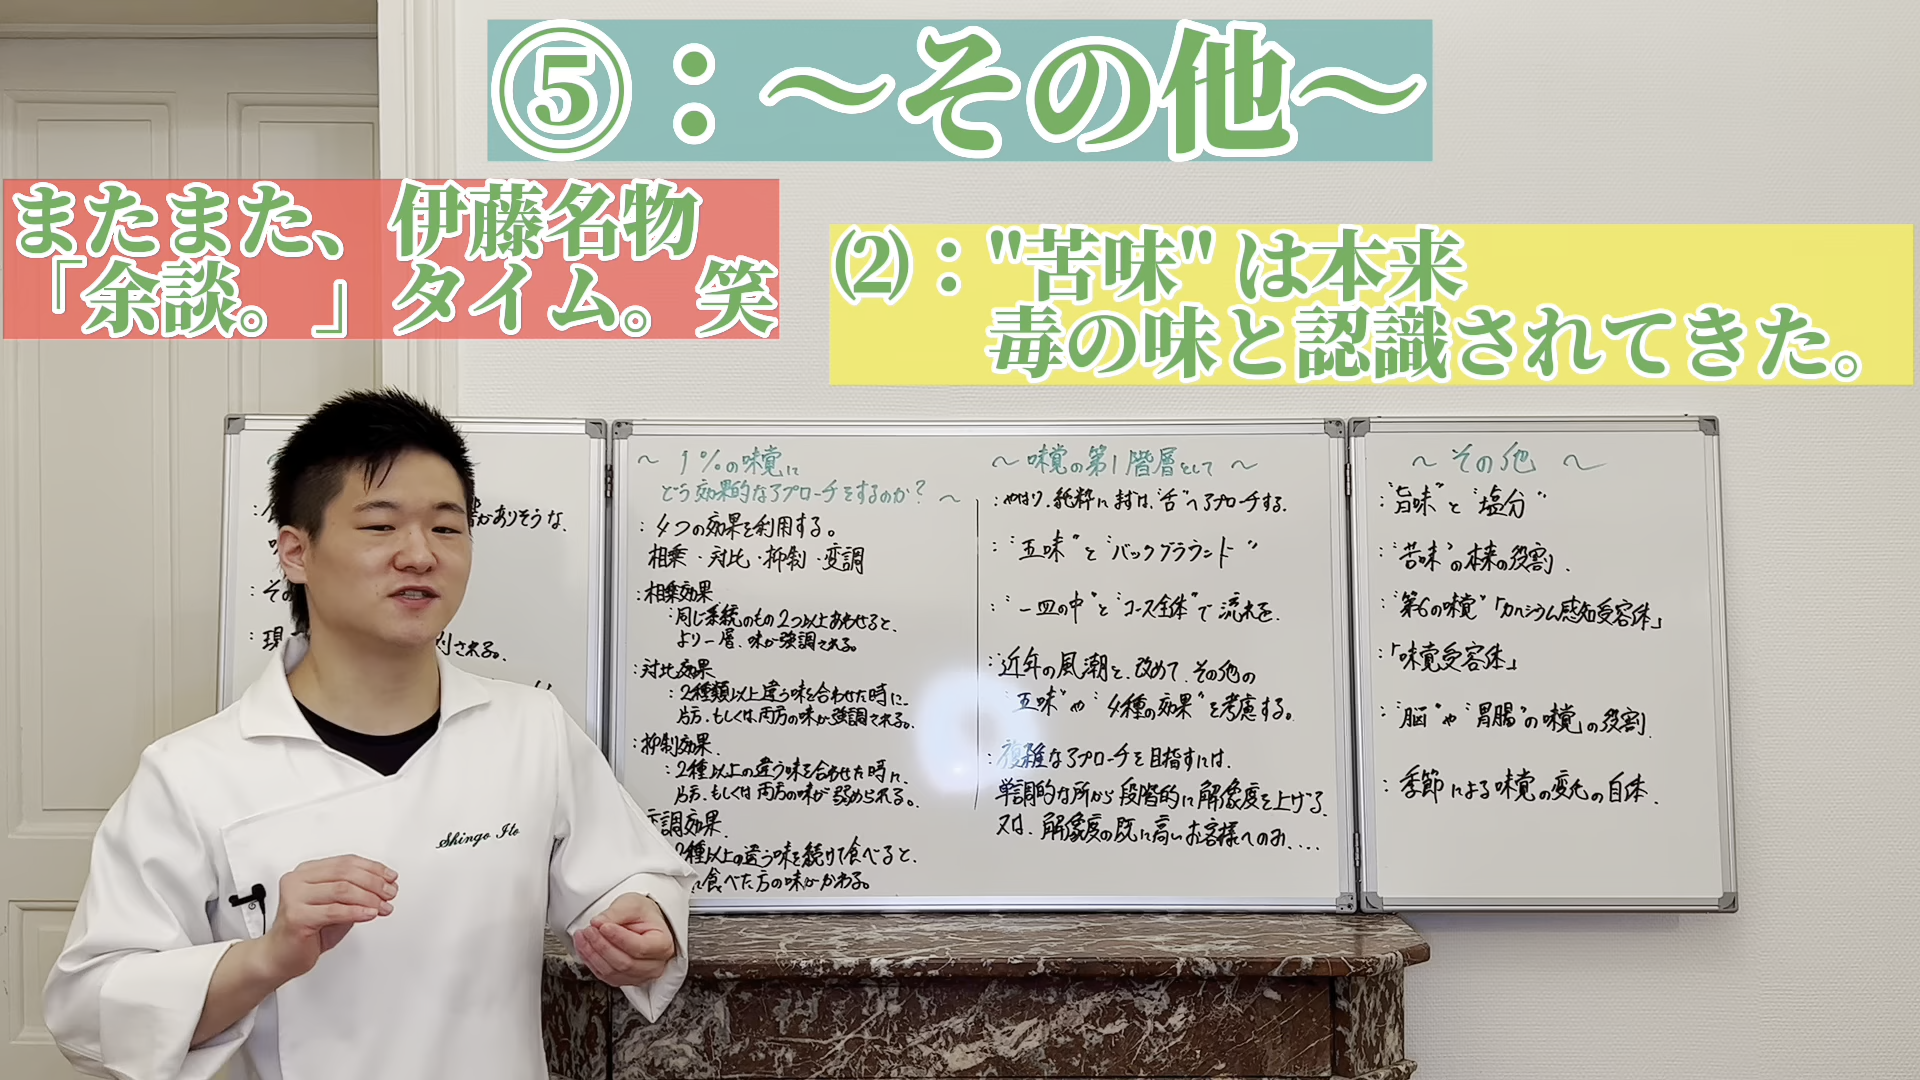 ⑤：〜その他〜
またまた、伊藤名物
「余談。」タイム。笑
⑵："苦味" は本来
毒の味と認識されてきた。
がありそうな、
:その
:現
別される。
〜 1%の味覚に
どう効果的なアプローチをするのか？〜
:4つの効果を利用する。
相乗・対比・抑制・変調
:相乗効果
:同じ系統のもの2つ以上あわせると、
より一層、味が強調される。
:対比効果
:2種類以上違う味を合わせた時に、
片方、もしくは両方の味が強調される。
:抑制効果、
:2種以上の違う味を合わせた時に、
片方、もしくは両方の味が弱められる。
変調効果、
2種以上の違う味を続けて食べると、
に食べた方の味がかわる。
〜 味覚の第1階層として 〜
:やはり、純粋にまずは、"舌"へアプローチする。
:"五味"と"バックグラウンド"
:"一皿の中"と"コース全体"で流れを。
:近年の風潮と、改めて、その他の
"五味"や"4種の効果"を考慮する。
:複雑なアプローチを目指すには、
単調的な所から段階的に解像度を上げる。
又は、解像度の既に高いお客様へのみ....
〜 その他 〜
:"旨味"と"塩分"
:"苦味"の本来の役割、
:"第6の味覚"「カルシウム感知受容体」
:「味覚受容体」
:"脳"や"胃腸"の味覚」の役割、
:季節による味覚の変化の自体、
Shingo Ito